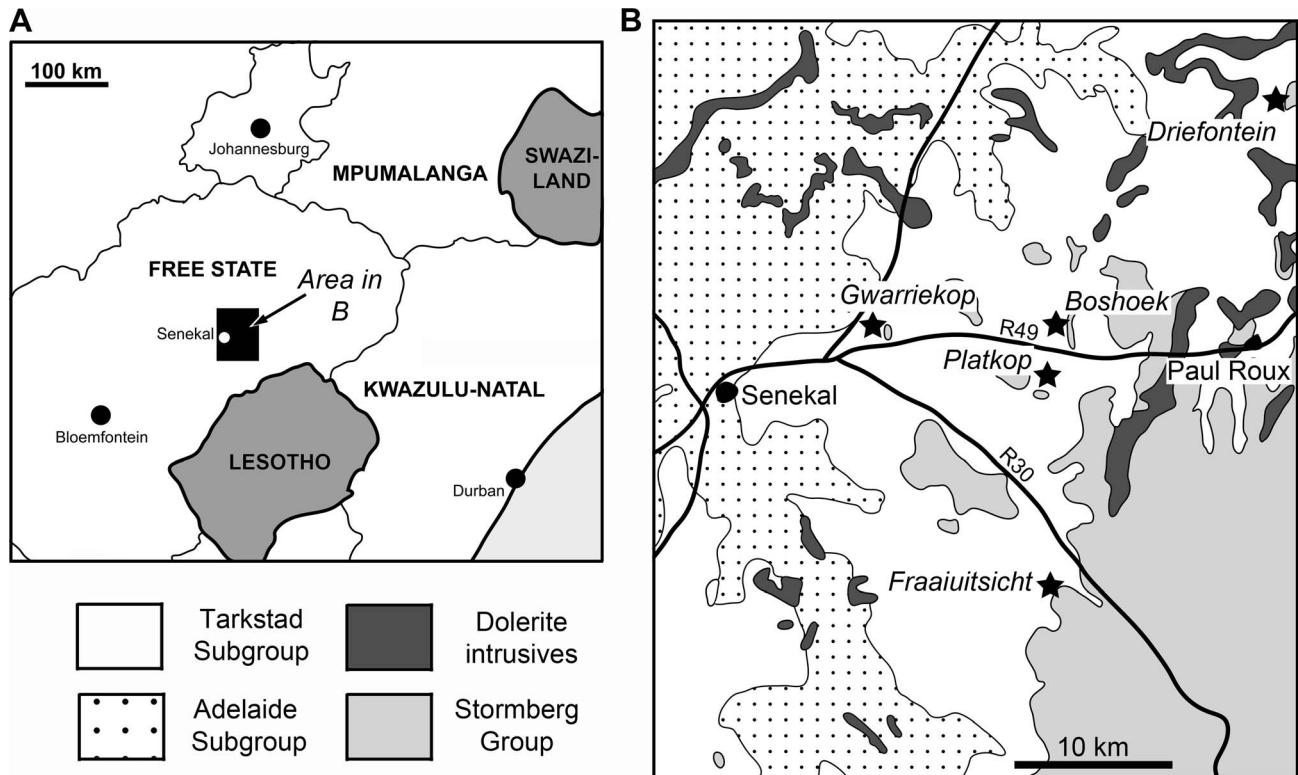 A
100 km
Johannesburg
MPUMALANGA
SWAZI-
LAND
FREE STATE
Area in
B
Senekal
KWAZULU-NATAL
Bloemfontein
LESOTHO
Durban
Tarkstad
Subgroup
Dolerite
intrusives
Adelaide
Subgroup
Stormberg
Group
B
Driefontein
Gwarriekop
Boshoek
R49
Platkop
Paul Roux
Senekal
R30
Fraaiuitsicht
10 km